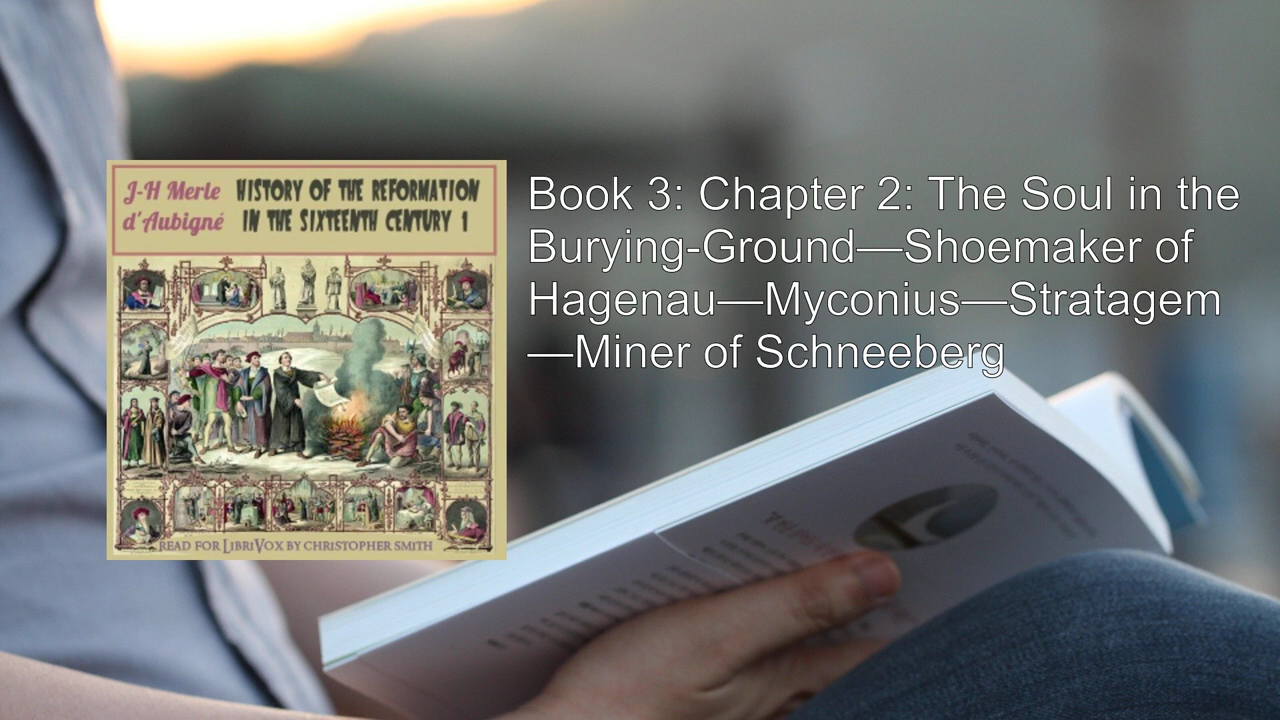 J-H Merle
d'Aubigné
HISTORY OF THE REFORMATION
IN THE SIXTEENTH CENTURY 1
READ FOR LIBRIVOX BY CHRISTOPHER SMITH
Book 3: Chapter 2: The Soul in the
Burying-Ground—Shoemaker of
Hagenau—Myconius—Stratagem
—Miner of Schneeberg